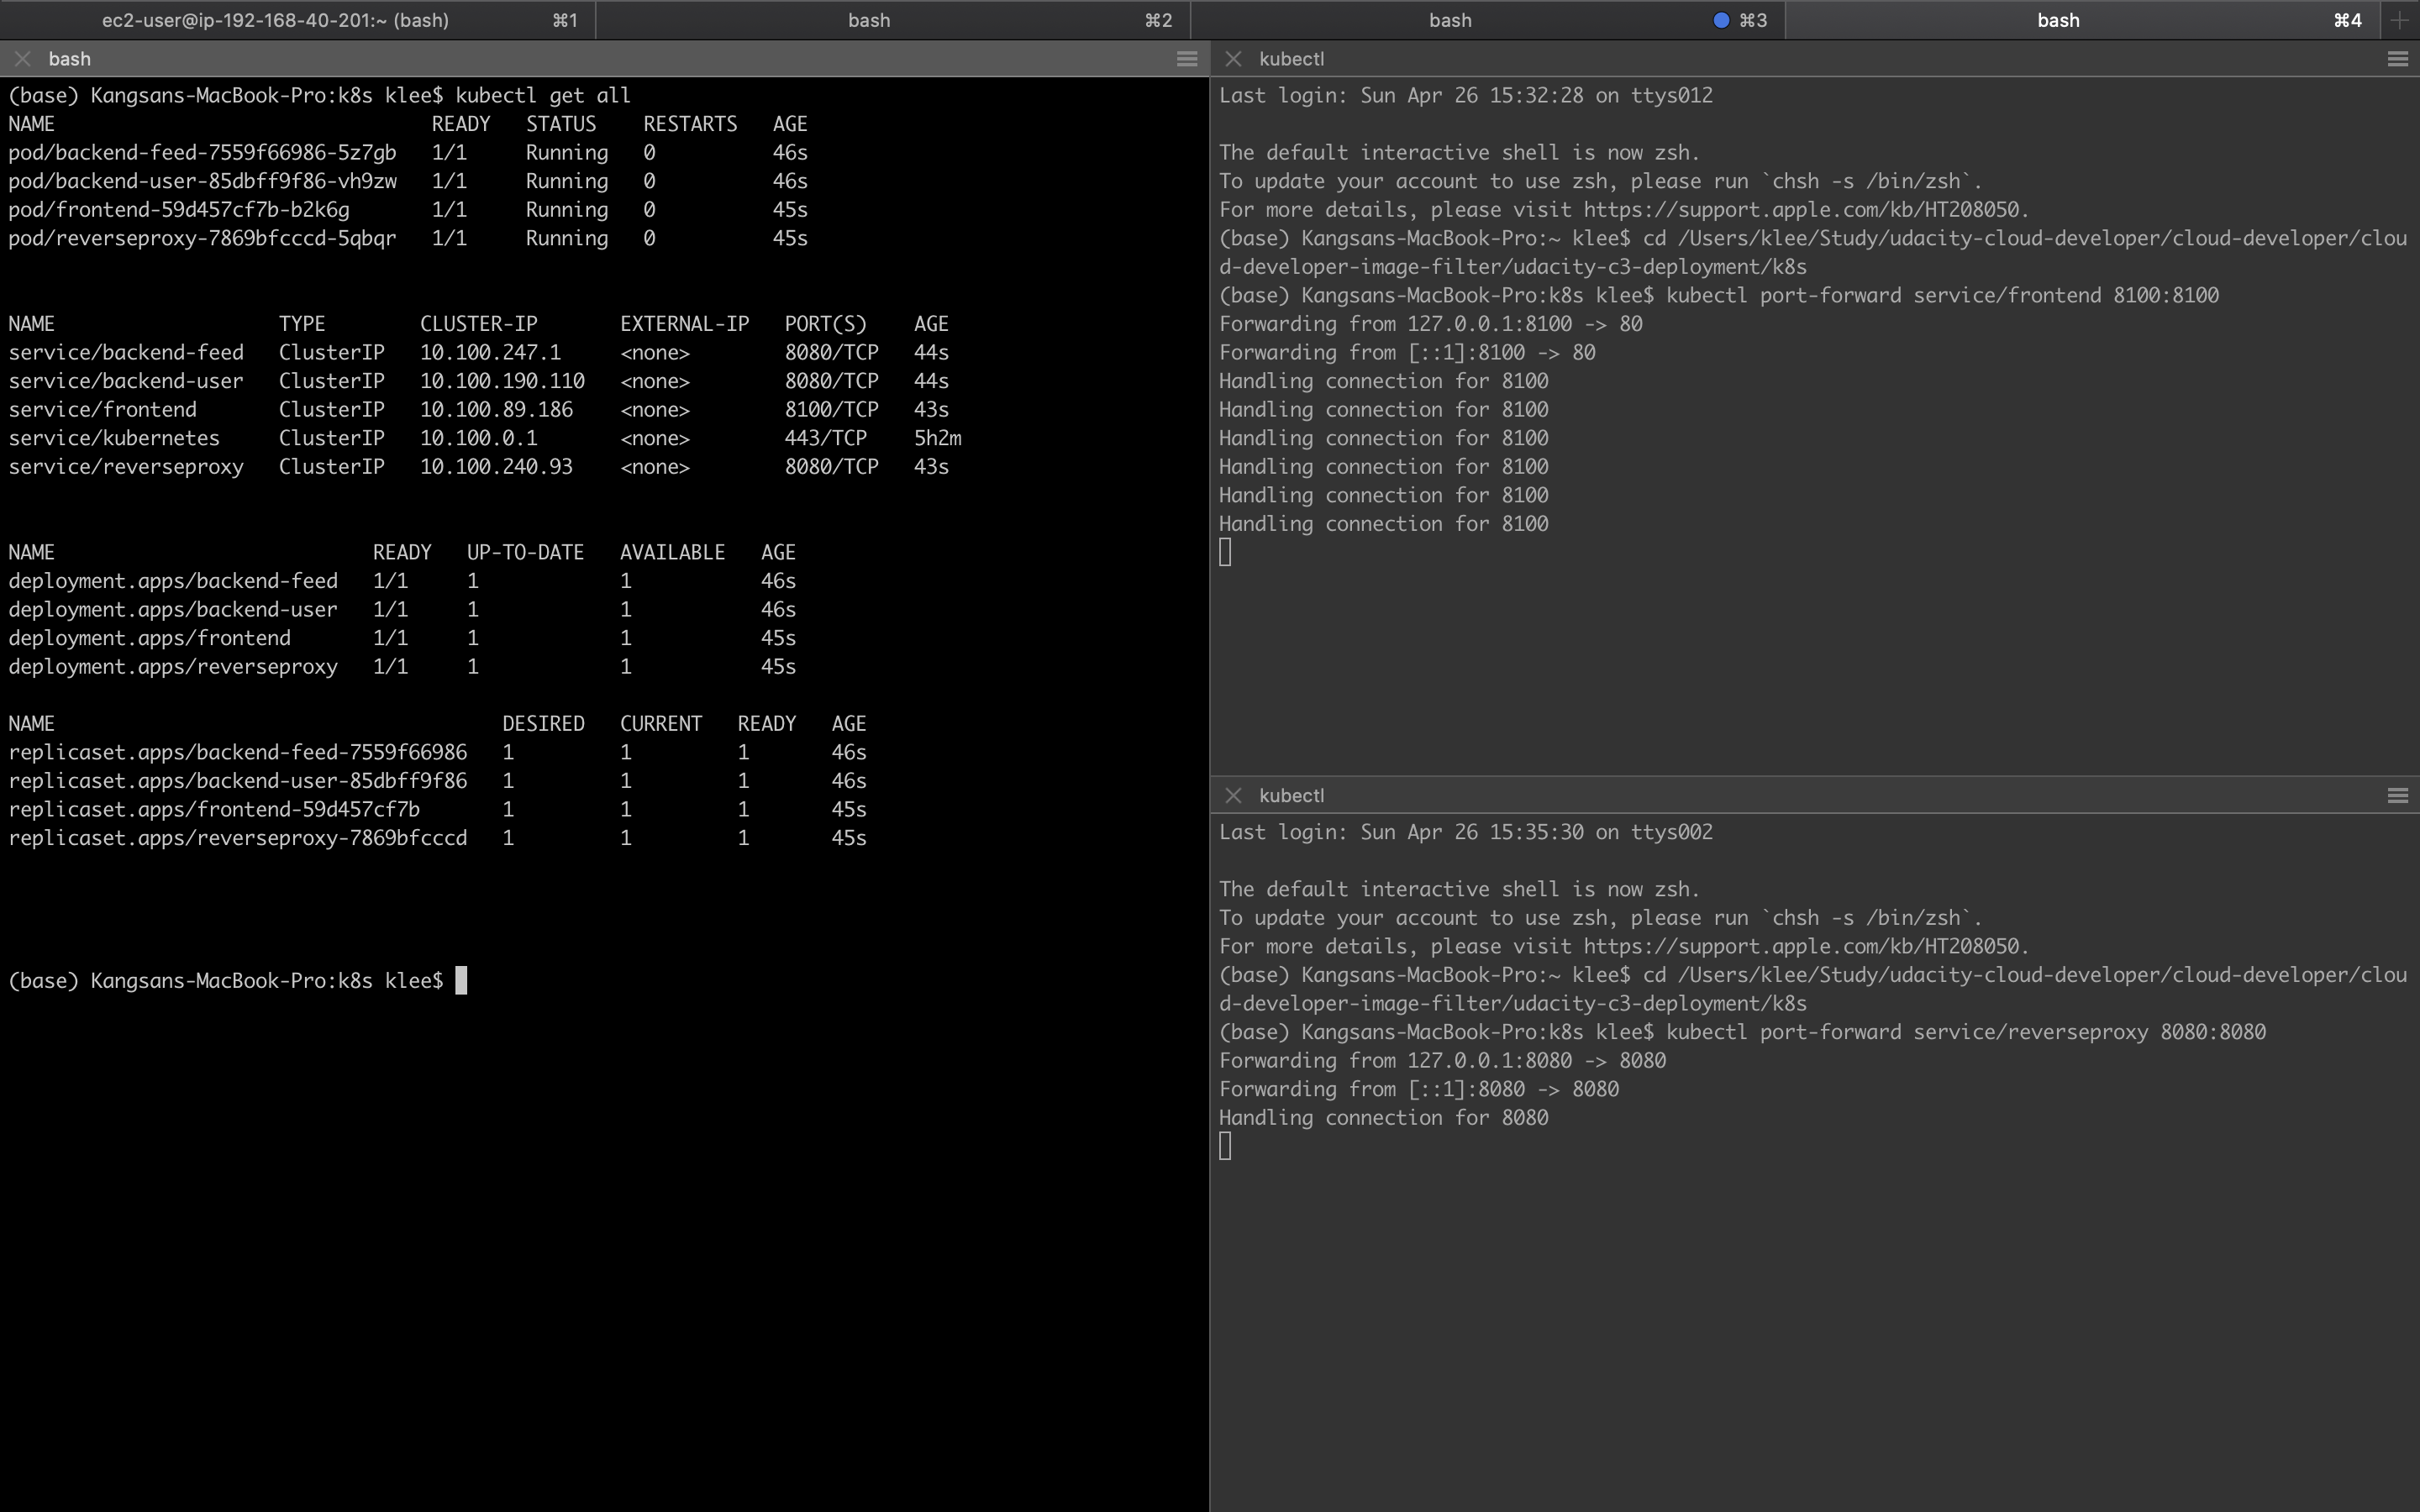 ec2-user@ip-192-168-40-201:~ (bash) ⌘1 bash ⌘2 bash ⌘3 bash ⌘4
bash
(base) Kangsans-MacBook-Pro:k8s klee$ kubectl get all
NAME READY STATUS RESTARTS AGE
pod/backend-feed-7559f66986-5z7gb 1/1 Running 0 46s
pod/backend-user-85dbff9f86-vh9zw 1/1 Running 0 46s
pod/frontend-59d457cf7b-b2k6g 1/1 Running 0 45s
pod/reverseproxy-7869bfcccd-5qbqr 1/1 Running 0 45s
NAME TYPE CLUSTER-IP EXTERNAL-IP PORT(S) AGE
service/backend-feed ClusterIP 10.100.247.1 <none> 8080/TCP 44s
service/backend-user ClusterIP 10.100.190.110 <none> 8080/TCP 44s
service/frontend ClusterIP 10.100.89.186 <none> 8100/TCP 43s
service/kubernetes ClusterIP 10.100.0.1 <none> 443/TCP 5h2m
service/reverseproxy ClusterIP 10.100.240.93 <none> 8080/TCP 43s
NAME READY UP-TO-DATE AVAILABLE AGE
deployment.apps/backend-feed 1/1 1 1 46s
deployment.apps/backend-user 1/1 1 1 46s
deployment.apps/frontend 1/1 1 1 45s
deployment.apps/reverseproxy 1/1 1 1 45s
NAME DESIRED CURRENT READY AGE
replicaset.apps/backend-feed-7559f66986 1 1 1 46s
replicaset.apps/backend-user-85dbff9f86 1 1 1 46s
replicaset.apps/frontend-59d457cf7b 1 1 1 45s
replicaset.apps/reverseproxy-7869bfcccd 1 1 1 45s
(base) Kangsans-MacBook-Pro:k8s klee$
kubectl
Last login: Sun Apr 26 15:32:28 on ttys012
The default interactive shell is now zsh.
To update your account to use zsh, please run `chsh -s /bin/zsh`.
For more details, please visit https://support.apple.com/kb/HT208050.
(base) Kangsans-MacBook-Pro:~ klee$ cd /Users/klee/Study/udacity-cloud-developer/cloud-developer/clou
d-developer-image-filter/udacity-c3-deployment/k8s
(base) Kangsans-MacBook-Pro:k8s klee$ kubectl port-forward service/frontend 8100:8100
Forwarding from 127.0.0.1:8100 -> 80
Forwarding from [::1]:8100 -> 80
Handling connection for 8100
Handling connection for 8100
Handling connection for 8100
Handling connection for 8100
Handling connection for 8100
Handling connection for 8100
kubectl
Last login: Sun Apr 26 15:35:30 on ttys002
The default interactive shell is now zsh.
To update your account to use zsh, please run `chsh -s /bin/zsh`.
For more details, please visit https://support.apple.com/kb/HT208050.
(base) Kangsans-MacBook-Pro:~ klee$ cd /Users/klee/Study/udacity-cloud-developer/cloud-developer/clou
d-developer-image-filter/udacity-c3-deployment/k8s
(base) Kangsans-MacBook-Pro:k8s klee$ kubectl port-forward service/reverseproxy 8080:8080
Forwarding from 127.0.0.1:8080 -> 8080
Forwarding from [::1]:8080 -> 8080
Handling connection for 8080